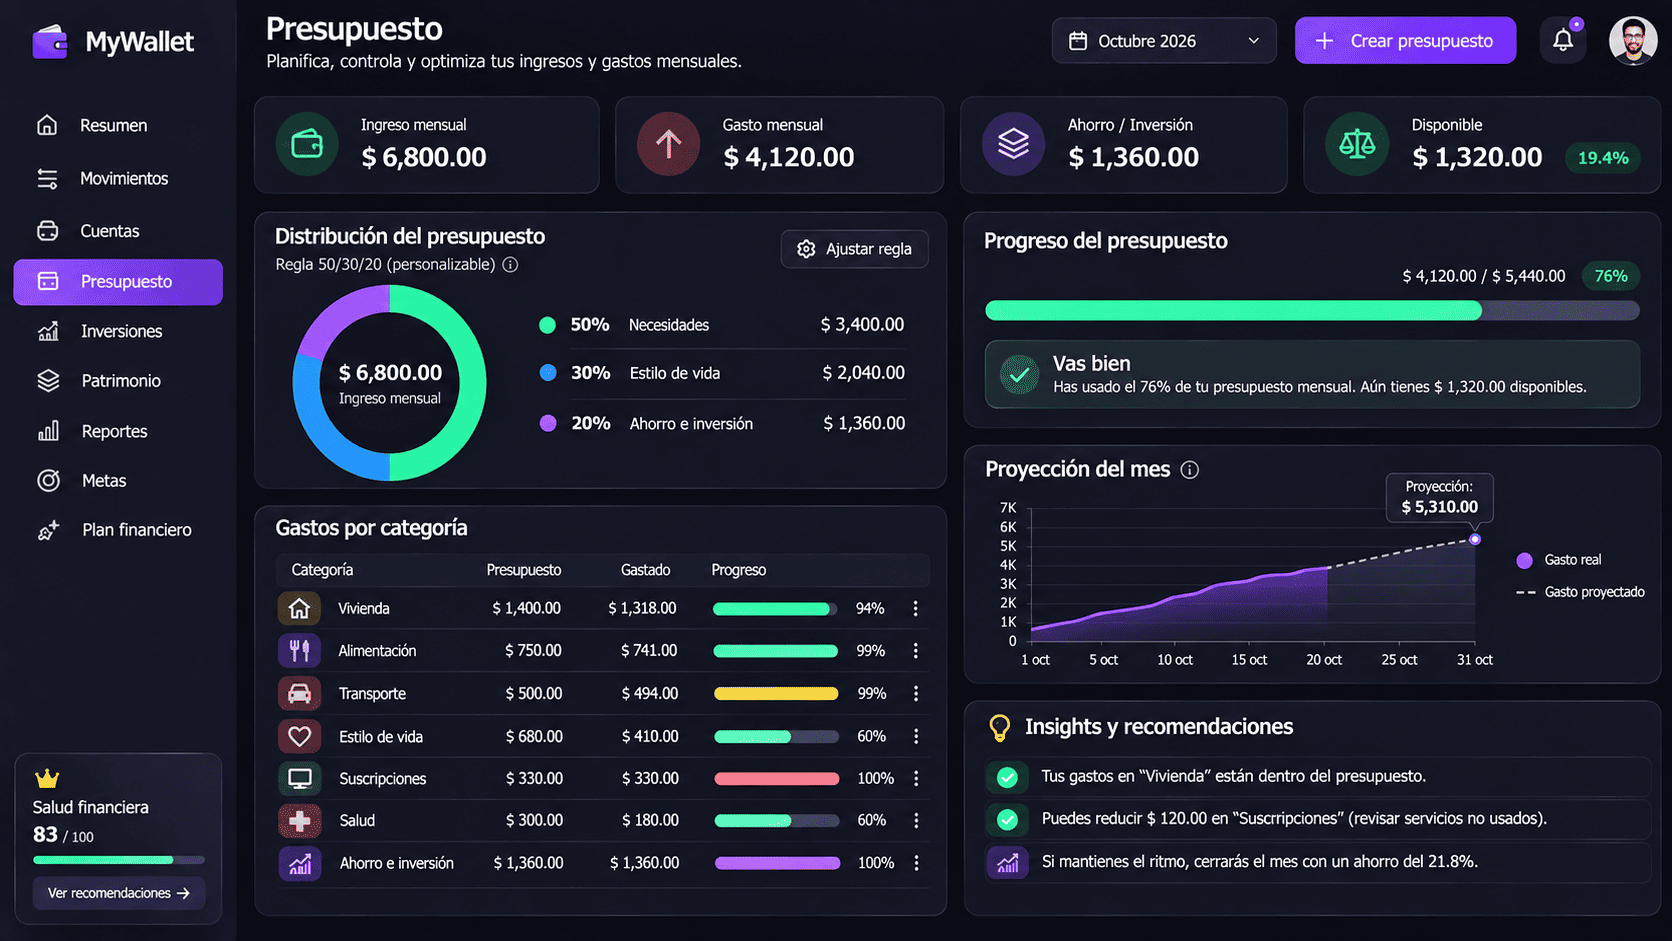 MyWallet
Resumen
Movimientos
Cuentas
Presupuesto
Inversiones
Patrimonio
Reportes
Metas
Plan financiero
Salud financiera
83 / 100
Ver recomendaciones →
Presupuesto
Planifica, controla y optimiza tus ingresos y gastos mensuales.
Octubre 2026
+ Crear presupuesto
Ingreso mensual
$ 6,800.00
Gasto mensual
$ 4,120.00
Ahorro / Inversión
$ 1,360.00
Disponible
$ 1,320.00 19.4%
Distribución del presupuesto
Regla 50/30/20 (personalizable)
Ajustar regla
$ 6,800.00
Ingreso mensual
50% Necesidades $ 3,400.00
30% Estilo de vida $ 2,040.00
20% Ahorro e inversión $ 1,360.00
Gastos por categoría
Categoría Presupuesto Gastado Progreso
Vivienda $ 1,400.00 $ 1,318.00 94%
Alimentación $ 750.00 $ 741.00 99%
Transporte $ 500.00 $ 494.00 99%
Estilo de vida $ 680.00 $ 410.00 60%
Suscripciones $ 330.00 $ 330.00 100%
Salud $ 300.00 $ 180.00 60%
Ahorro e inversión $ 1,360.00 $ 1,360.00 100%
Progreso del presupuesto
$ 4,120.00 / $ 5,440.00 76%
Vas bien
Has usado el 76% de tu presupuesto mensual. Aún tienes $ 1,320.00 disponibles.
Proyección del mes
Proyección:
$ 5,310.00
7K
6K
5K
4K
3K
2K
1K
0
1 oct 5 oct 10 oct 15 oct 20 oct 25 oct 31 oct
Gasto real
Gasto proyectado
Insights y recomendaciones
Tus gastos en “Vivienda” están dentro del presupuesto.
Puedes reducir $ 120.00 en “Suscrripciones” (revisar servicios no usados).
Si mantienes el ritmo, cerrarás el mes con un ahorro del 21.8%.